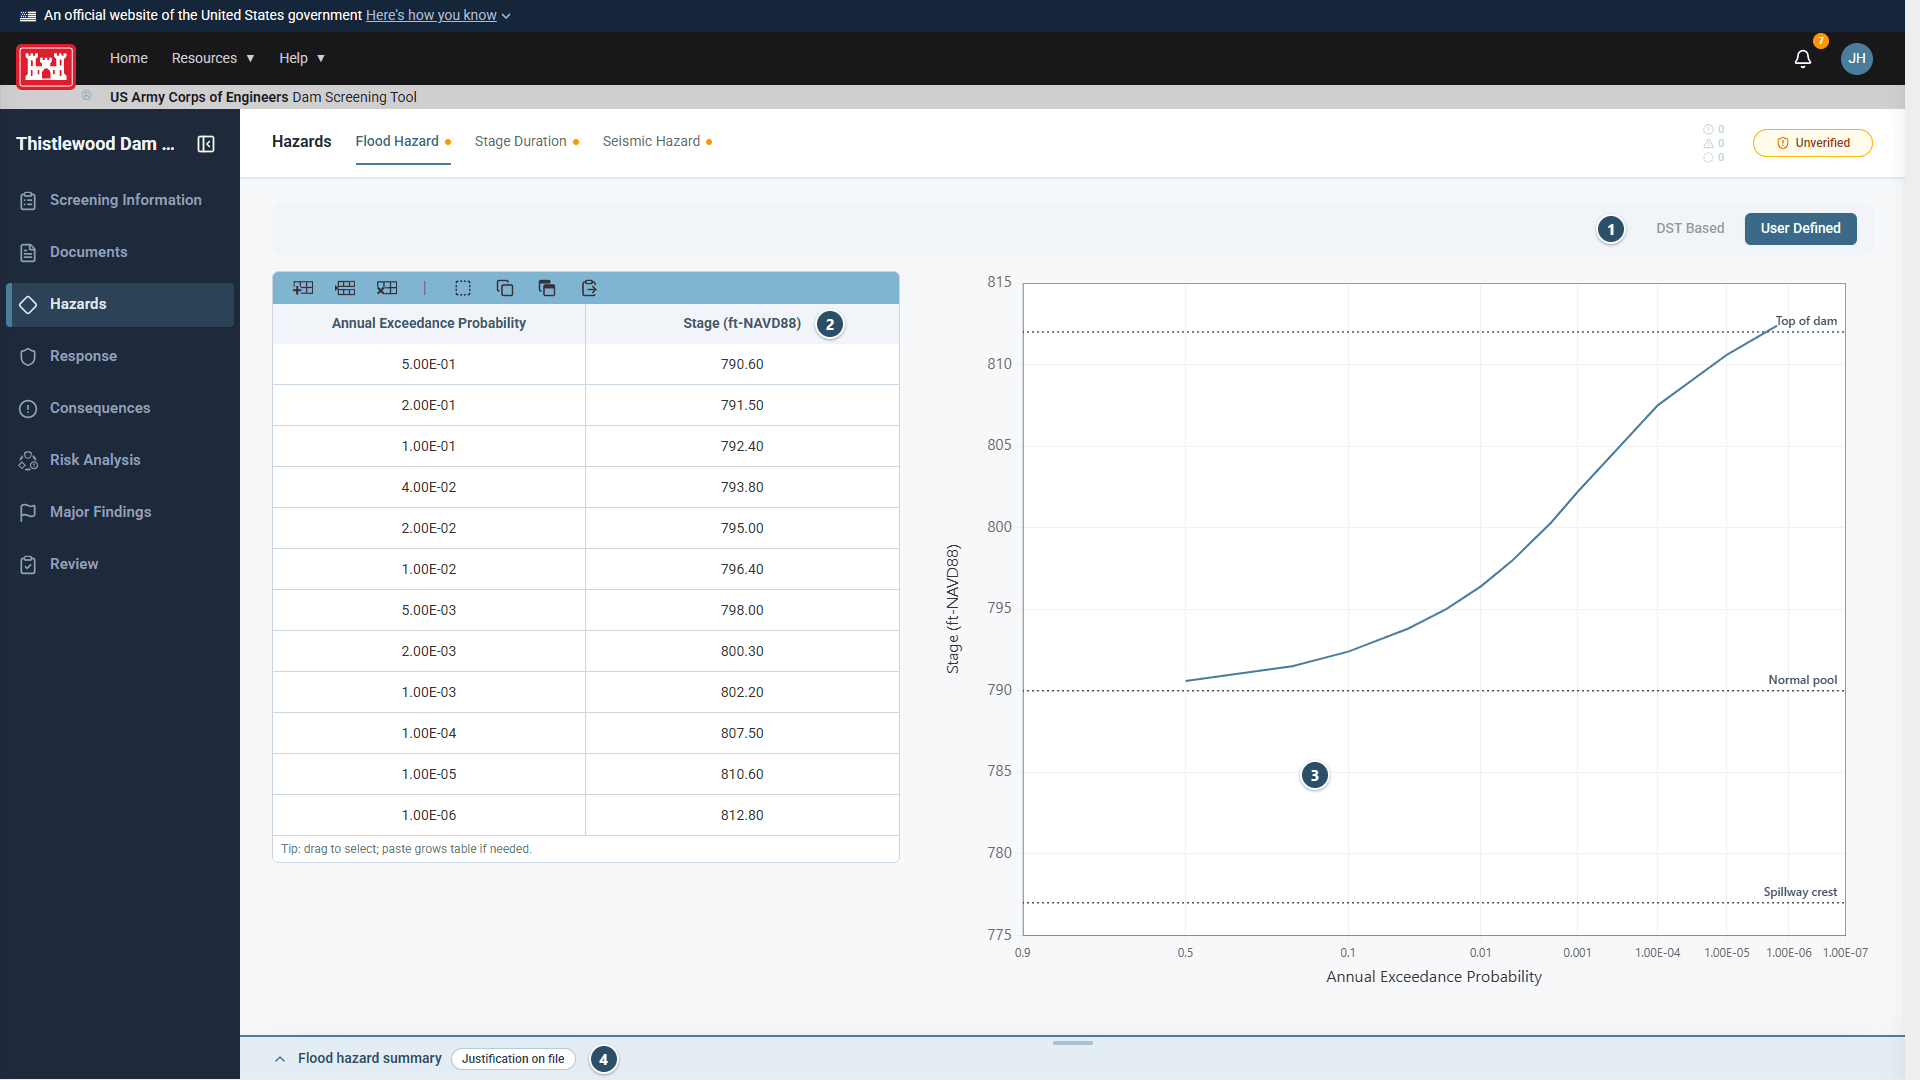 An official website of the United States government Here's how you know
Home Resources ▼ Help ▼
7
JH
® US Army Corps of Engineers Dam Screening Tool
Thistlewood Dam ...
Screening Information
Documents
Hazards
Response
Consequences
Risk Analysis
Major Findings
Review
Hazards Flood Hazard Stage Duration Seismic Hazard
0
0
0
Unverified
1 DST Based User Defined
Annual Exceedance Probability Stage (ft-NAVD88) 2
5.00E-01 790.60
2.00E-01 791.50
1.00E-01 792.40
4.00E-02 793.80
2.00E-02 795.00
1.00E-02 796.40
5.00E-03 798.00
2.00E-03 800.30
1.00E-03 802.20
1.00E-04 807.50
1.00E-05 810.60
1.00E-06 812.80
Tip: drag to select; paste grows table if needed.
815
810
805
800
795
790
785
780
775
Stage (ft-NAVD88)
Top of dam
Normal pool
3
Spillway crest
0.9 0.5 0.1 0.01 0.001 1.00E-04 1.00E-05 1.00E-06 1.00E-07
Annual Exceedance Probability
Flood hazard summary Justification on file 4